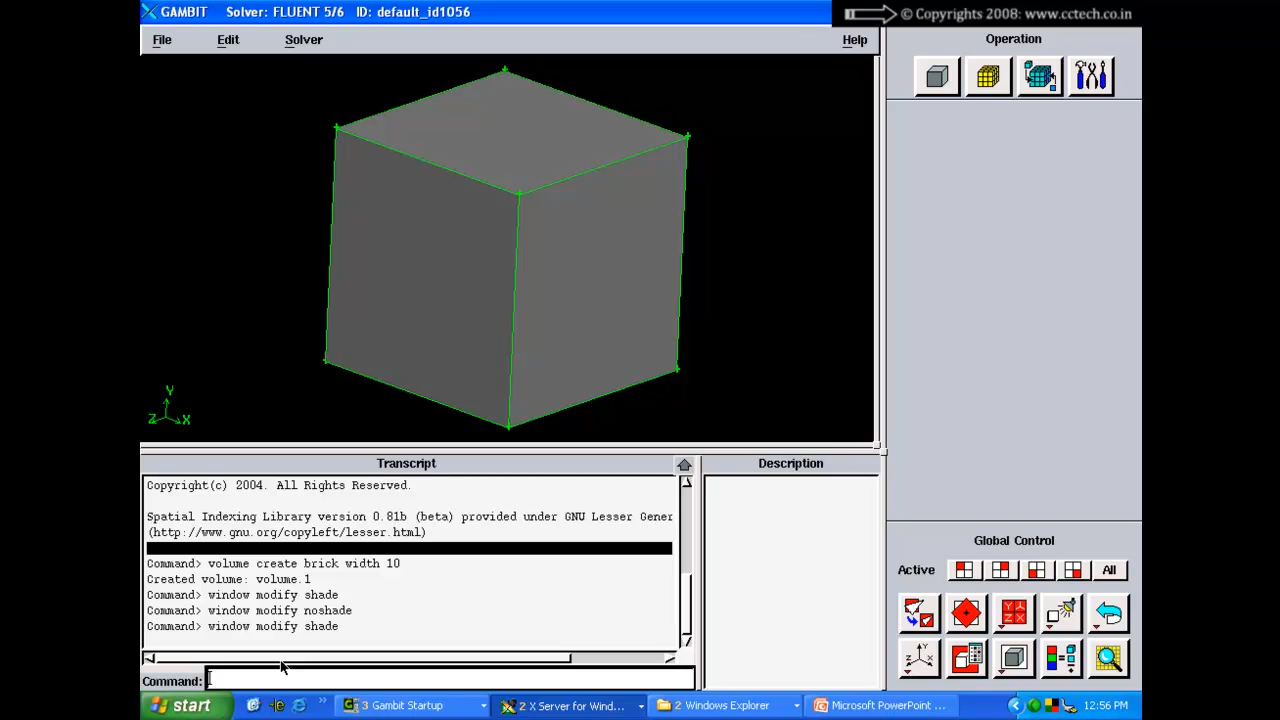 GAMBIT Solver: FLUENT 5/6 ID: default_id1056
© Copyrights 2008: www.cctech.co.in
File Edit Solver Help
Operation
Y
Z X
Transcript
Description
Copyright(c) 2004. All Rights Reserved.
Spatial Indexing Library version 0.81b (beta) provided under GNU Lesser Gener
(http://www.gnu.org/copyleft/lesser.html)
Command> volume create brick width 10
Created volume: volume.1
Command> window modify shade
Command> window modify noshade
Command> window modify shade
Command:
Global Control
Active All
start
3 Gambit Startup
2 X Server for Wind...
2 Windows Explorer
Microsoft PowerPoint ...
12:56 PM